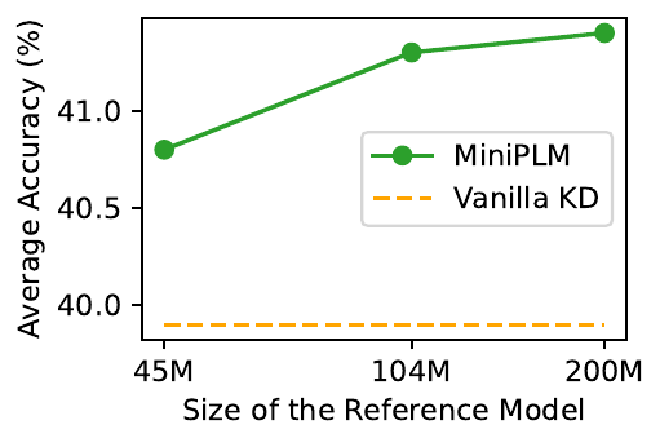 Average Accuracy (%)
41.0
40.5
40.0
MiniPLM
Vanilla KD
45M
104M
200M
Size of the Reference Model